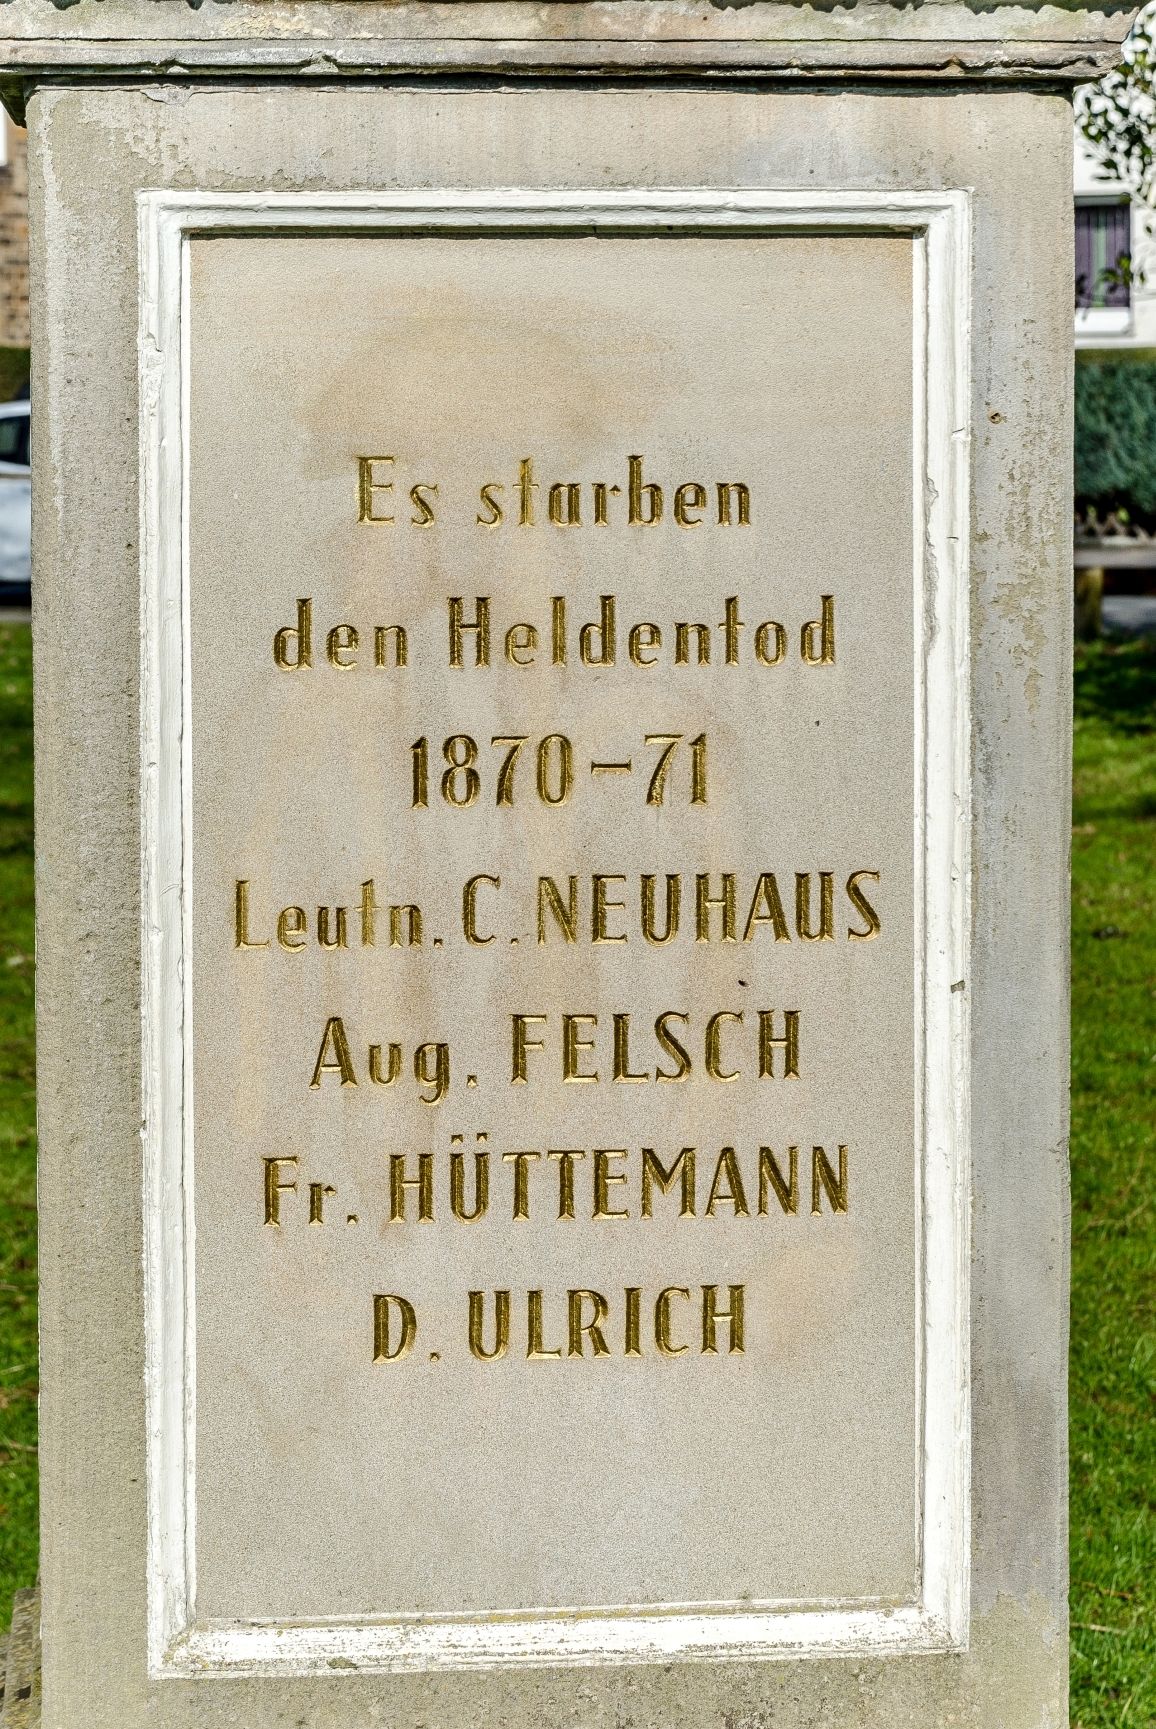 Es starben
den Heldentod
1870-71
Leutn. C. NEUHAUS
Aug. FELSCH
Fr. HÜTTEMANN
D. ULRICH